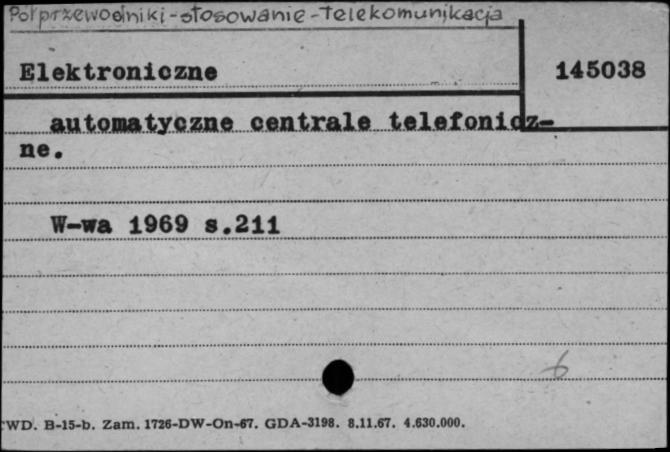 Półprzewodniki-stosowanie-Telekomunikacja
Elektroniczne
145038
automatyczne centrale telefonicz-
ne.
W-wa 1969 s.211
6
WD. B-15-b. Zam. 1726-DW-On-67. GDA-3198. 8.11.67. 4.630.000.